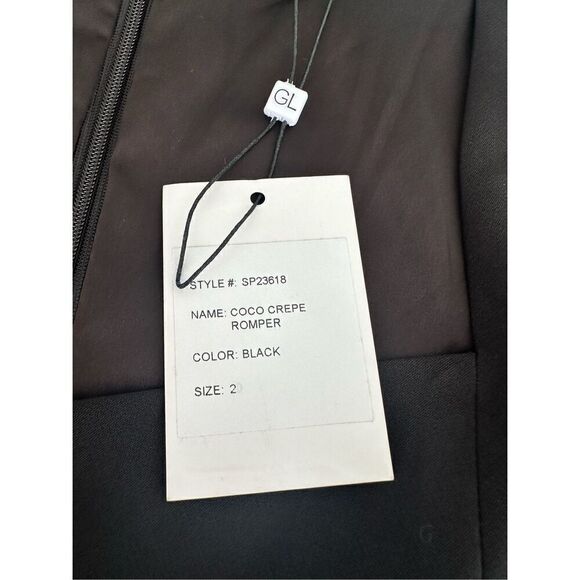 GL
STYLE #: SP23618
NAME: COCO CREPE
ROMPER
COLOR: BLACK
SIZE: 2